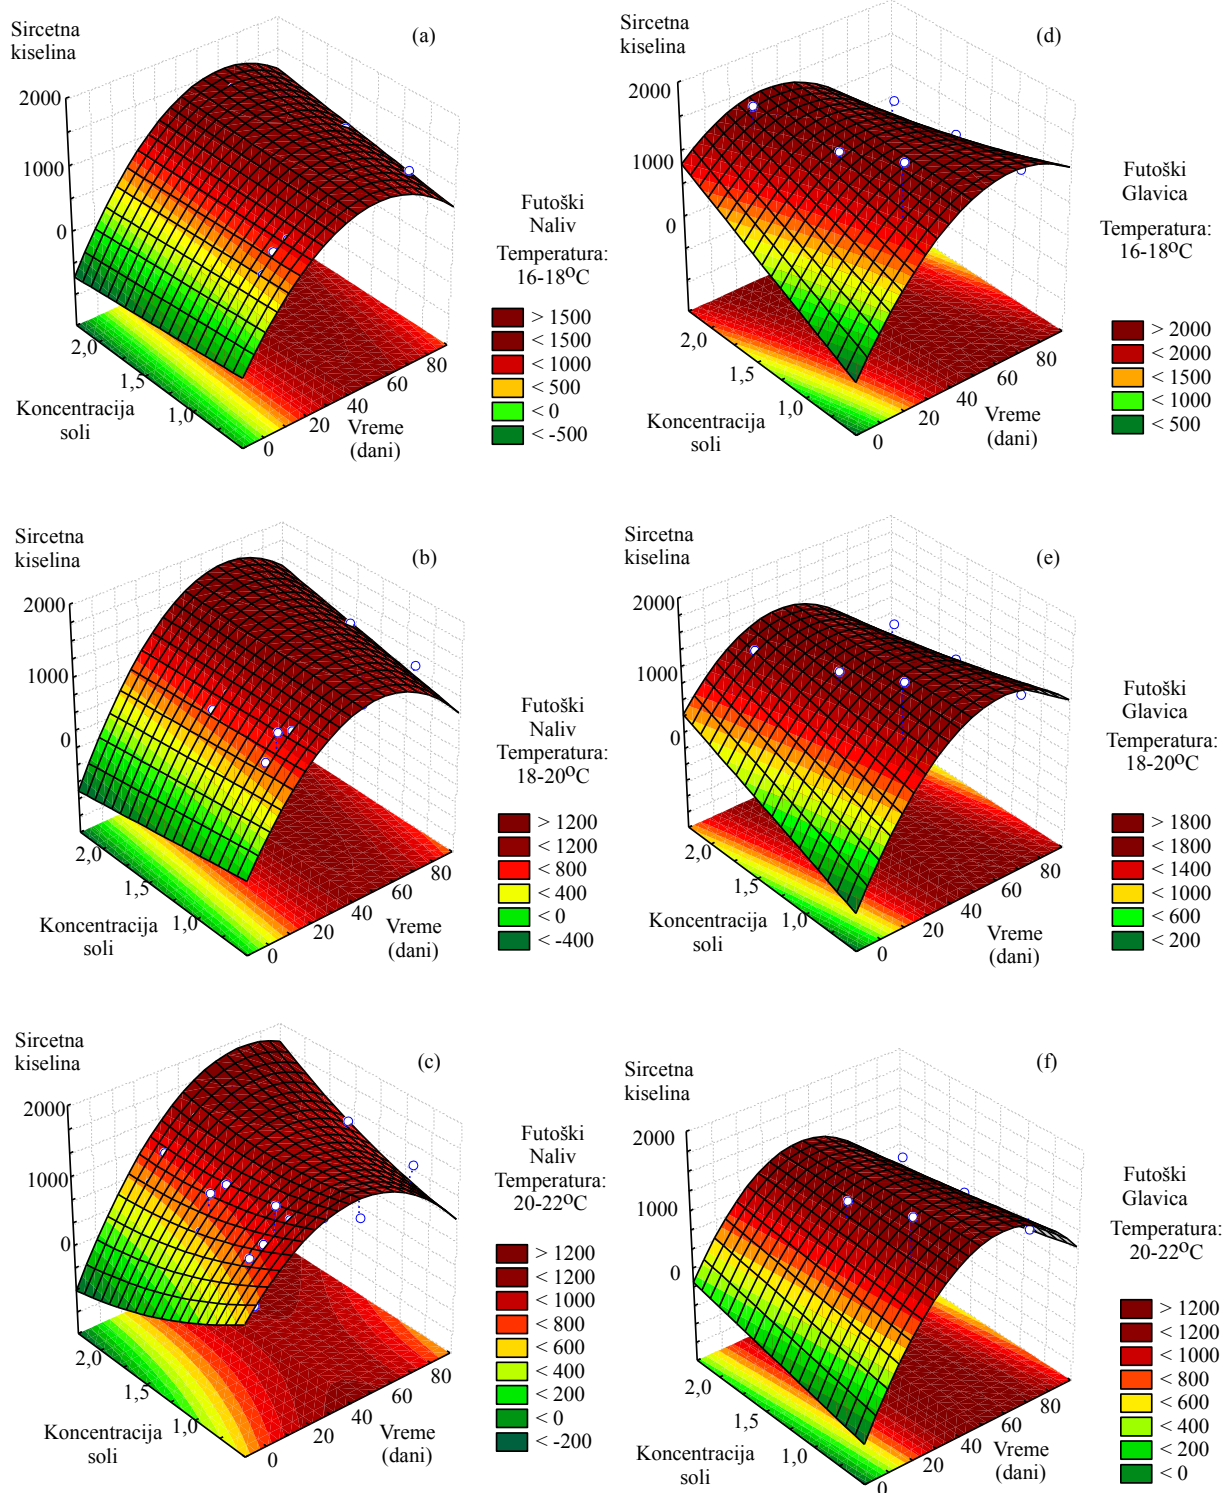 Sircetna
kiselina
(a)
2000
1000
0
2,0
1,5
1,0
Koncentracija
soli
0
20
40
60
80
Vreme
(dani)
Futoški
Naliv
Temperatura:
16-18ºC
> 1500
< 1500
< 1000
< 500
< 0
< -500
Sircetna
kiselina
(d)
2000
1000
0
2,0
1,5
1,0
Koncentracija
soli
0
20
40
60
80
Vreme
(dani)
Futoški
Glavica
Temperatura:
16-18ºC
> 2000
< 2000
< 1500
< 1000
< 500
Sircetna
kiselina
(b)
2000
1000
0
2,0
1,5
1,0
Koncentracija
soli
0
20
40
60
80
Vreme
(dani)
Futoški
Naliv
Temperatura:
18-20ºC
> 1200
< 1200
< 800
< 400
< 0
< -400
Sircetna
kiselina
(e)
2000
1000
0
2,0
1,5
1,0
Koncentracija
soli
0
20
40
60
80
Vreme
(dani)
Futoški
Glavica
Temperatura:
18-20ºC
> 1800
< 1800
< 1400
< 1000
< 600
< 200
Sircetna
kiselina
(c)
2000
1000
0
2,0
1,5
1,0
Koncentracija
soli
0
20
40
60
80
Vreme
(dani)
Futoški
Naliv
Temperatura:
20-22ºC
> 1200
< 1200
< 1000
< 800
< 600
< 400
< 200
< 0
< -200
Sircetna
kiselina
(f)
2000
1000
0
2,0
1,5
1,0
Koncentracija
soli
0
20
40
60
80
Vreme
(dani)
Futoški
Glavica
Temperatura:
20-22ºC
> 1200
< 1200
< 1000
< 800
< 600
< 400
< 200
< 0